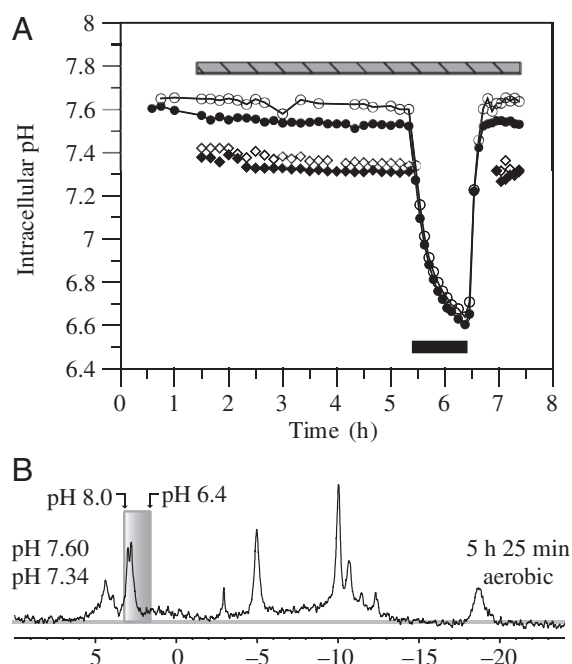 A
8
7.8
7.6
7.4
7.2
7
6.8
6.6
6.4
Intracellular pH
0 1 2 3 4 5 6 7 8
Time (h)
B
pH 8.0 pH 6.4
pH 7.60
pH 7.34
5 h 25 min
aerobic
5 0 –5 –10 –15 –20